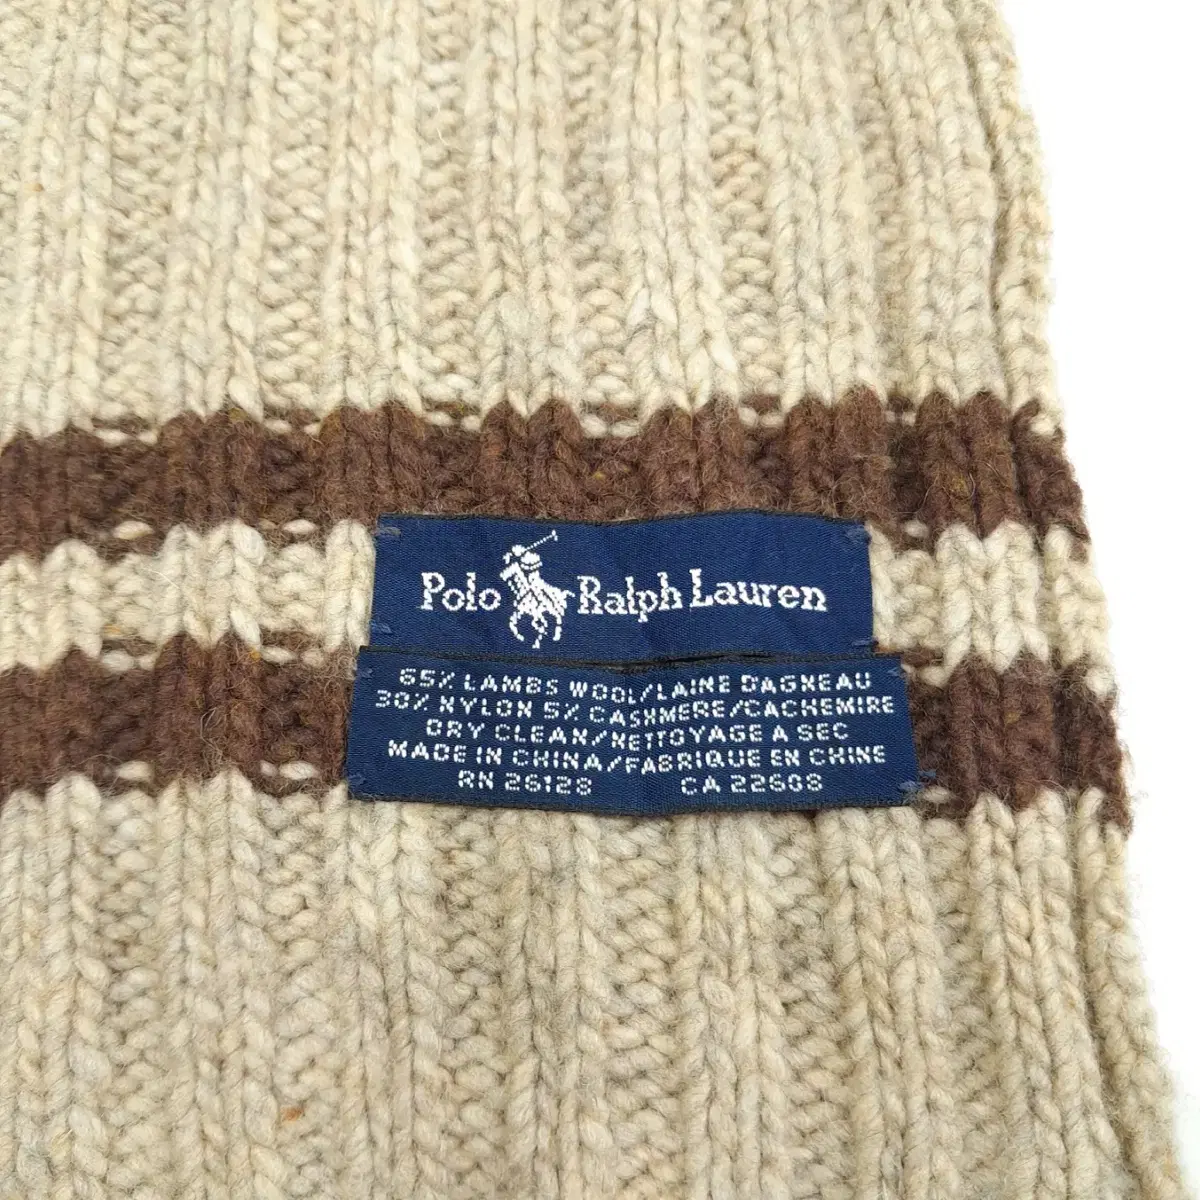 Polo Ralph Lauren
65% LAMBS WOOL/LAINE D'AGNEAU
30% NYLON 5% CASHMERE/CACHEMIRE
DRY CLEAN/NETTOYAGE A SEC
MADE IN CHINA/FABRIQUE EN CHINE
RN 26128 CA 22608